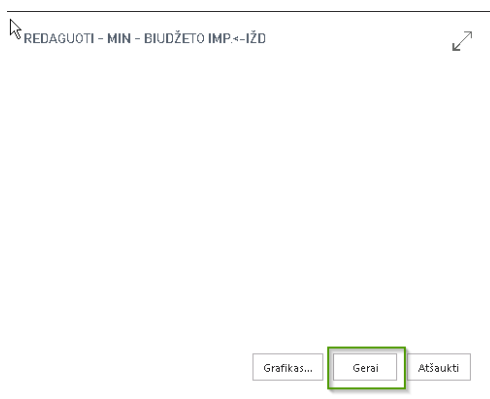 REDAGUOTI - MIN - BIUDŽETO IMP.<-IŽD
Grafikas... Gerai Atšaukti